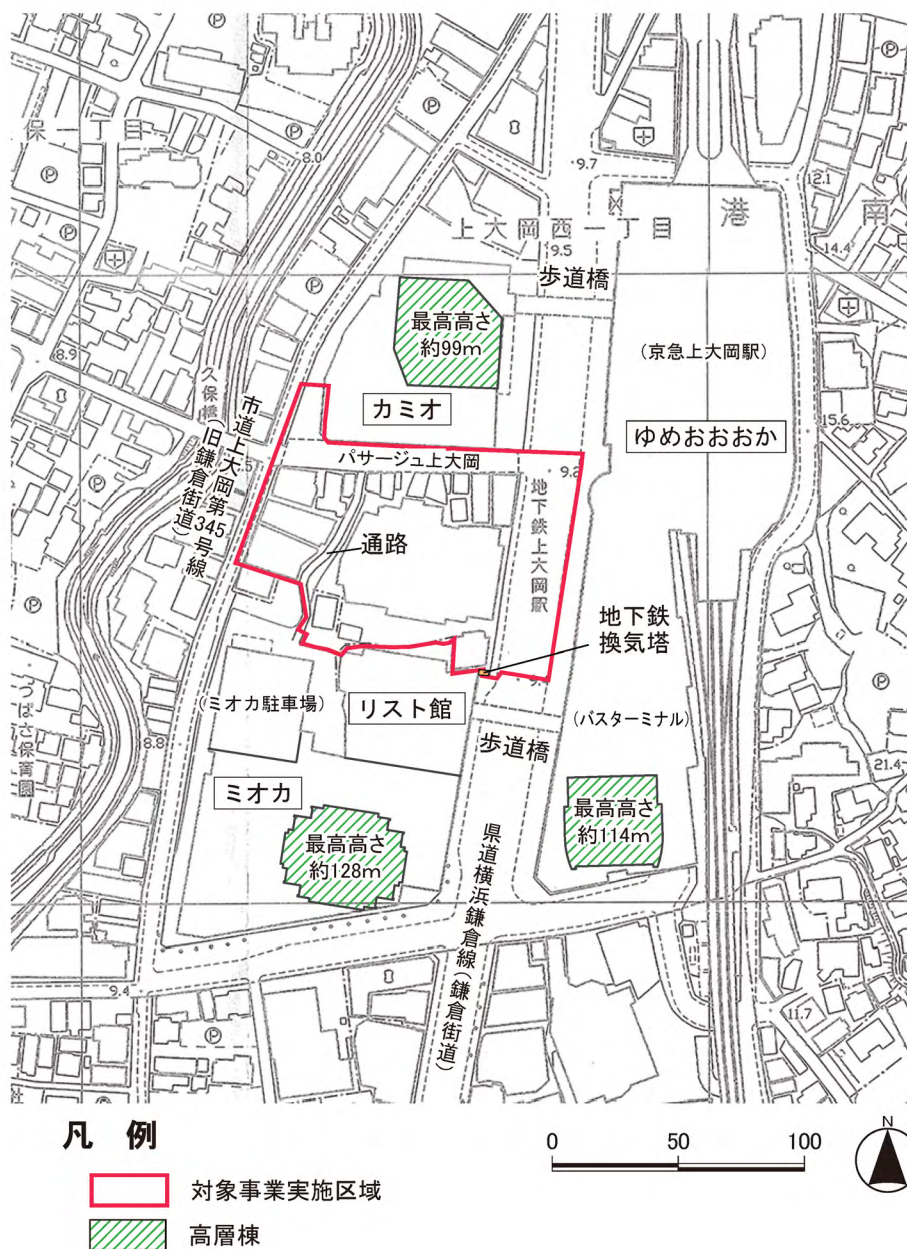 保一丁目
8.0
9.7
12.1
上大岡西一丁目
港
南
9.5
14.4
歩道橋
最高高さ
約99m
(京急上大岡駅)
8.9
カミオ
ゆめおおおか
15.6
久保橋
市道上大岡第345号線
(旧鎌倉街道)
パサージュ上大岡
9.2
地下鉄上大岡駅
通路
地下鉄
換気塔
つばさ保育園
(ミオカ駐車場)
リスト館
(バスターミナル)
8.8
歩道橋
21.4
ミオカ
最高高さ
約114m
最高高さ
約128m
県道横浜鎌倉線(鎌倉街道)
9.4
11.7
凡 例
0 50 100
N
対象事業実施区域
高層棟